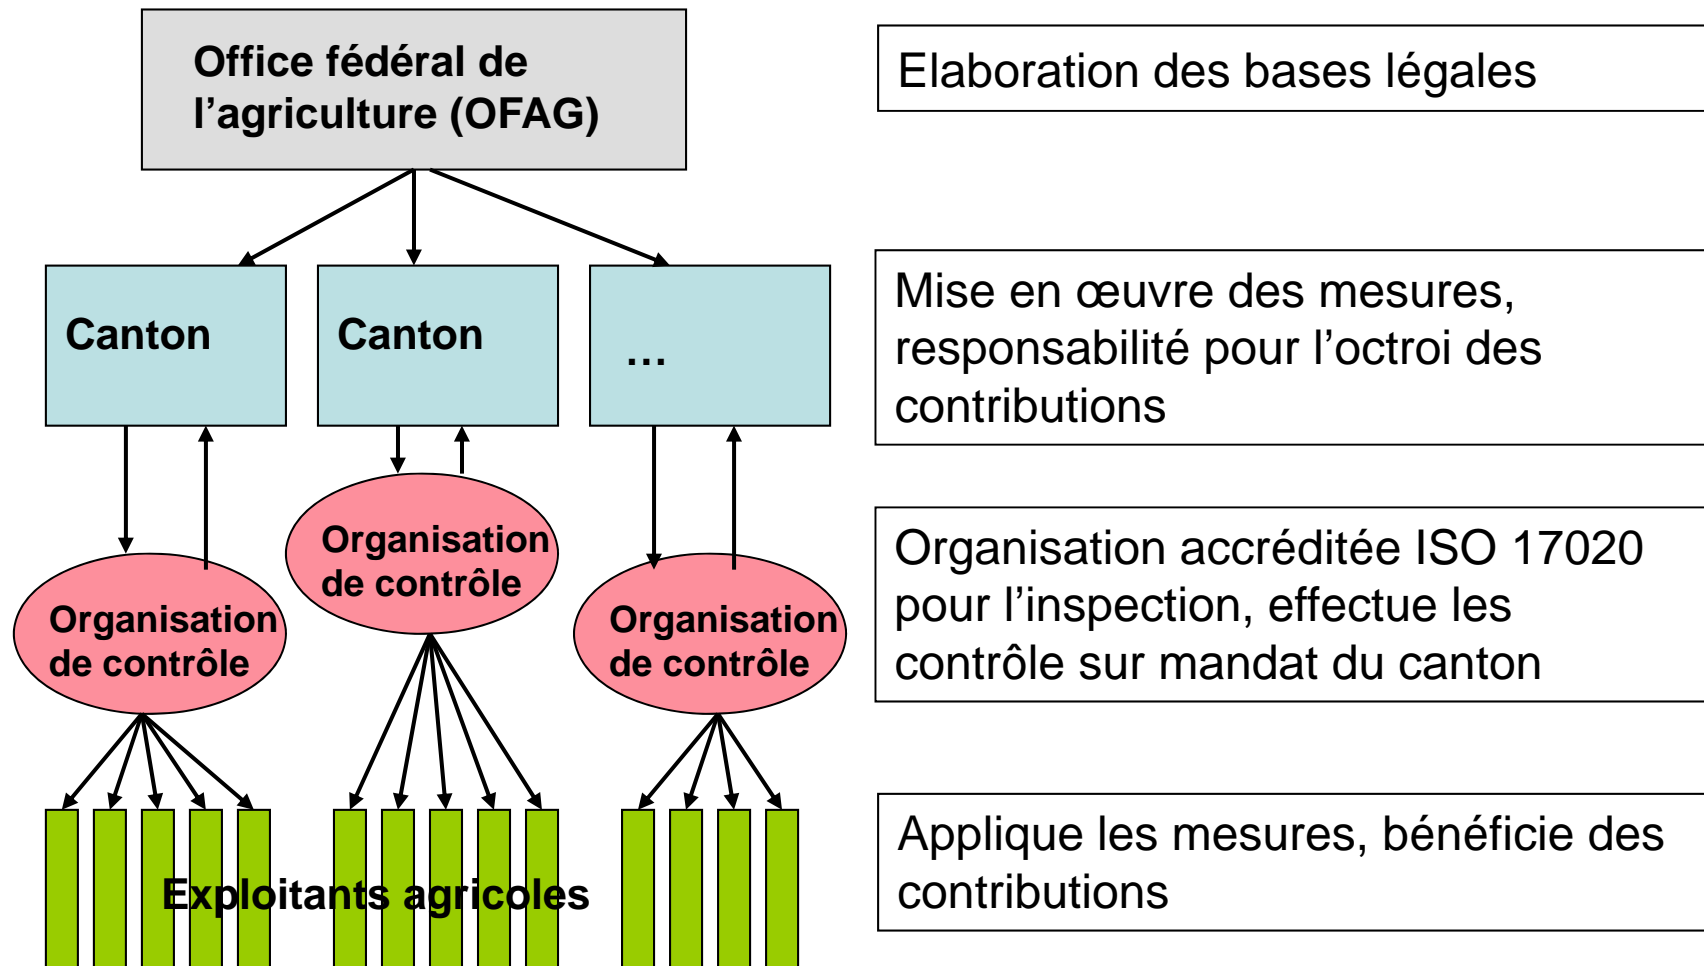 Office fédéral de
l’agriculture (OFAG)
Elaboration des bases légales
Canton
Canton
...
Mise en œuvre des mesures,
responsabilité pour l’octroi des
contributions
Organisation
de contrôle
Organisation
de contrôle
Organisation
de contrôle
Organisation accréditée ISO 17020
pour l’inspection, effectue les
contrôle sur mandat du canton
Exploitants agricoles
Applique les mesures, bénéficie des
contributions